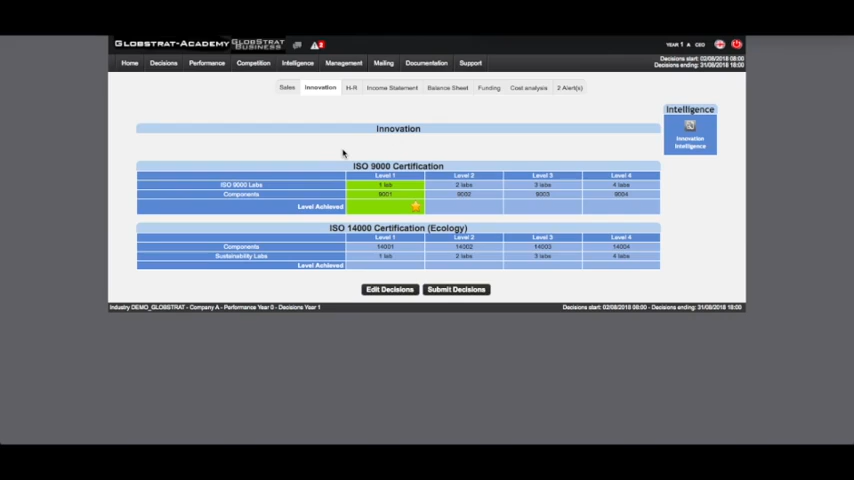 GLOBSTRAT-ACADEMY GLOBSTRAT BUSINESS YEAR 1 A CEO
Home Decisions Performance Competition Intelligence Management Mailing Documentation Support
Decisions start: 02/08/2018 08:00
Decisions ending: 31/08/2018 18:00
Sales Innovation H-R Income Statement Balance Sheet Funding Cost analysis 2 Alert(s)
Intelligence
Innovation
Intelligence
Innovation
ISO 9000 Certification
Level 1 Level 2 Level 3 Level 4
ISO 9000 Labs 1 lab 2 labs 3 labs 4 labs
Components 9001 9002 9003 9004
Level Achieved
ISO 14000 Certification (Ecology)
Level 1 Level 2 Level 3 Level 4
Components 14001 14002 14003 14004
Sustainability Labs 1 lab 2 labs 3 labs 4 labs
Level Achieved
Edit Decisions Submit Decisions
Industry DEMO_GLOBSTRAT - Company A - Performance Year 0 - Decisions Year 1 Decisions start: 02/08/2018 08:00 - Decisions ending: 31/08/2018 18:00